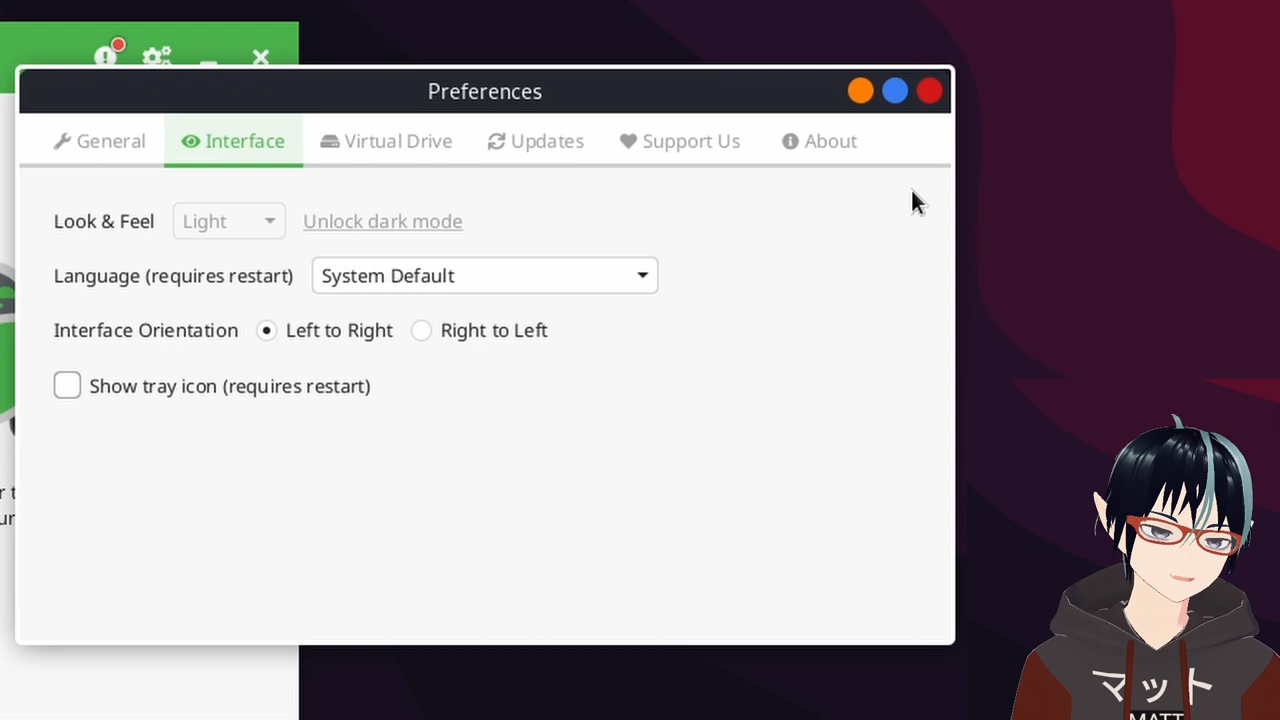 Preferences
General
Interface
Virtual Drive
Updates
Support Us
About
Look & Feel
Light
Unlock dark mode
Language (requires restart)
System Default
Interface Orientation
Left to Right
Right to Left
Show tray icon (requires restart)
マット
MATT